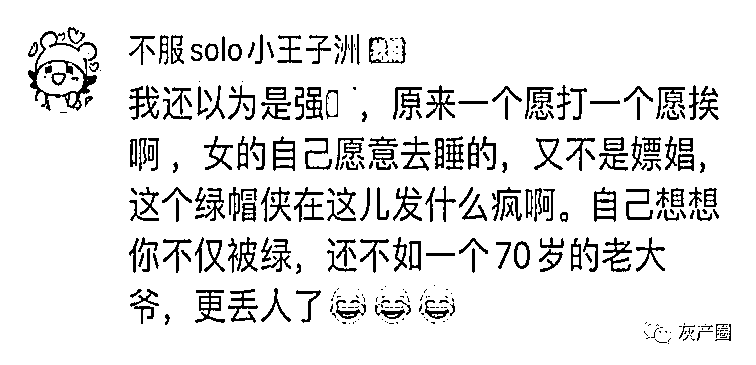 不服solo小王子洲
我还以为是强 ，原来一个愿打一个愿挨
啊，女的自己愿意去睡的，又不是嫖娼，
这个绿帽侠在这儿发什么疯啊。自己想想
你不仅被绿，还不如一个70岁的老大
爷，更丢人了😂😂😂
灰产圈